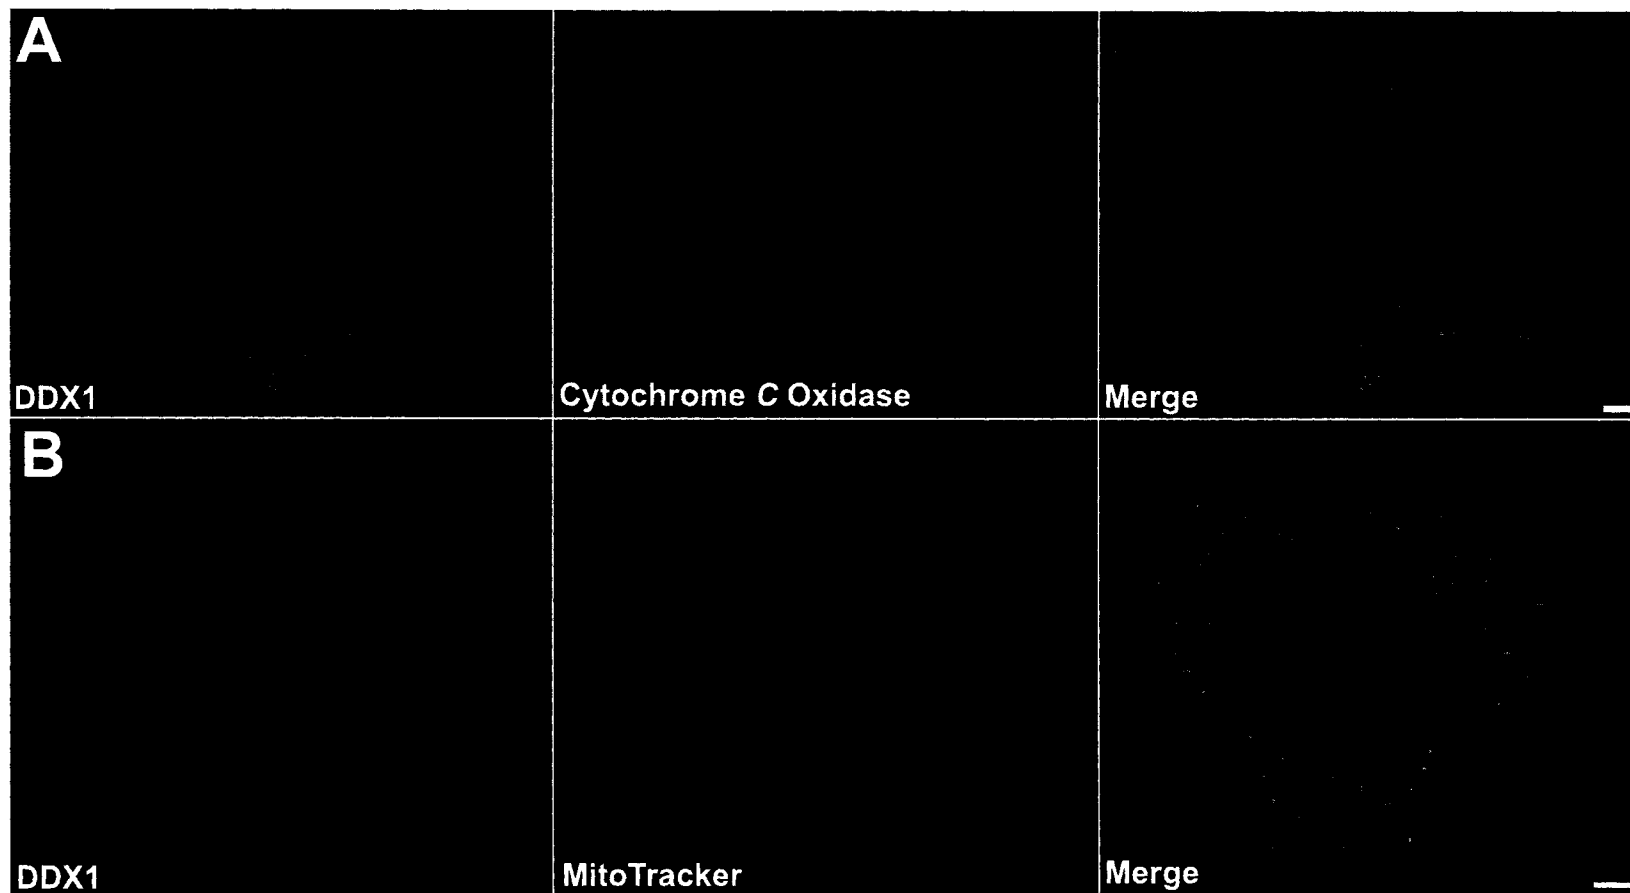 A
DDX1
Cytochrome C Oxidase
Merge
B
DDX1
MitoTracker
Merge